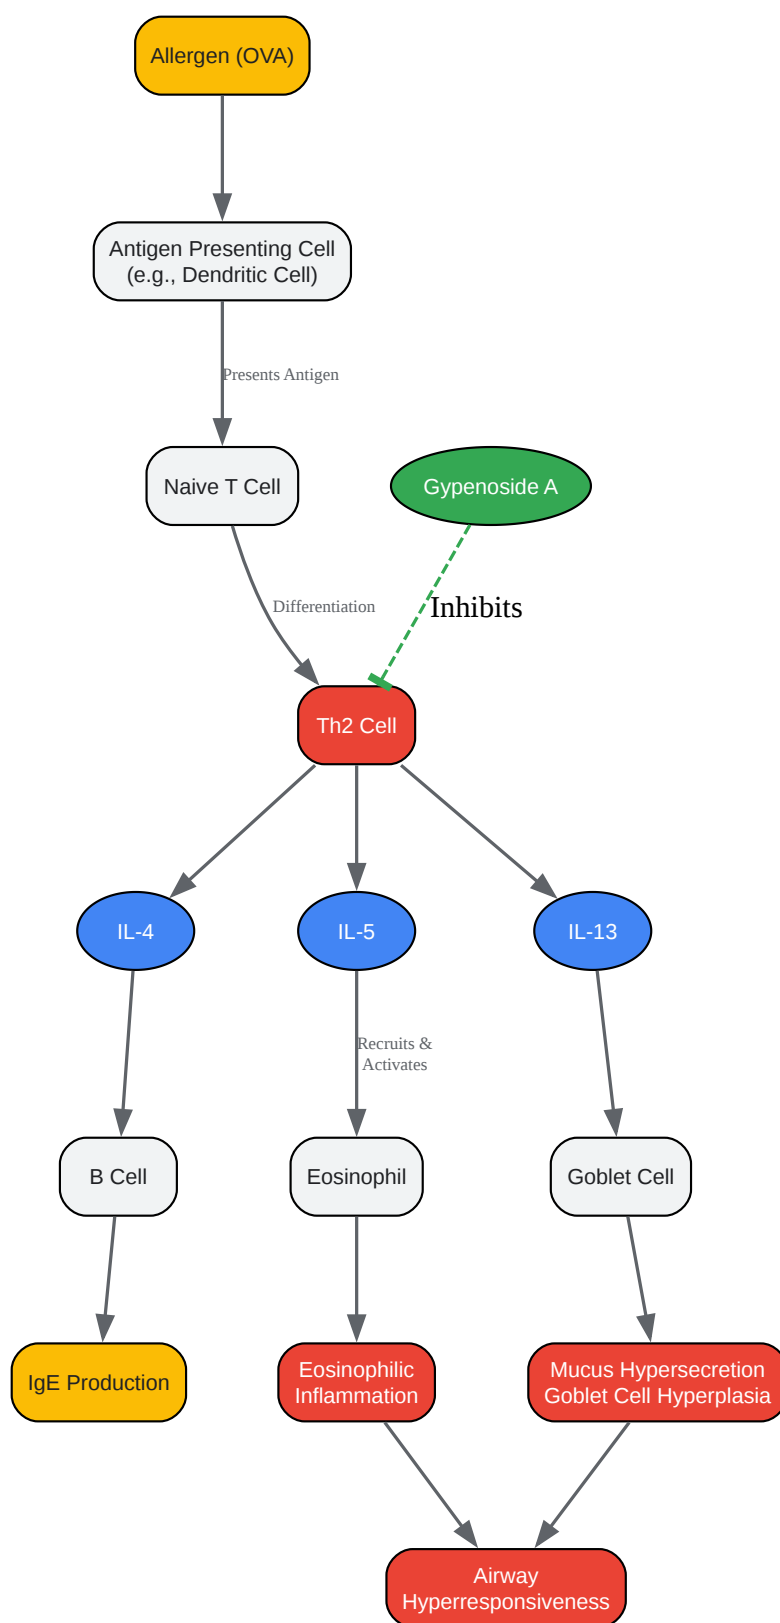 Allergen (OVA)
Antigen Presenting Cell
(e.g., Dendritic Cell)
Presents Antigen
Naive T Cell
Gypenoside A
Differentiation
Inhibits
Th2 Cell
IL-4
IL-5
IL-13
Recruits &
Activates
B Cell
Eosinophil
Goblet Cell
IgE Production
Eosinophilic
Inflammation
Mucus Hypersecretion
Goblet Cell Hyperplasia
Airway
Hyperresponsiveness